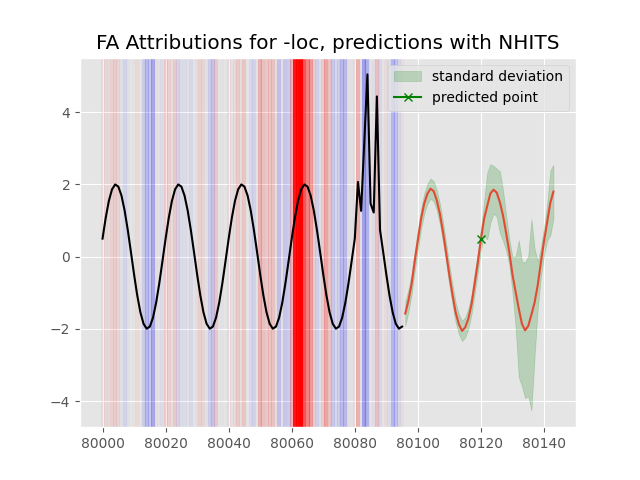 FA Attributions for -loc, predictions with NHITS
standard deviation
predicted point
4
2
0
−2
−4
80000 80020 80040 80060 80080 80100 80120 80140